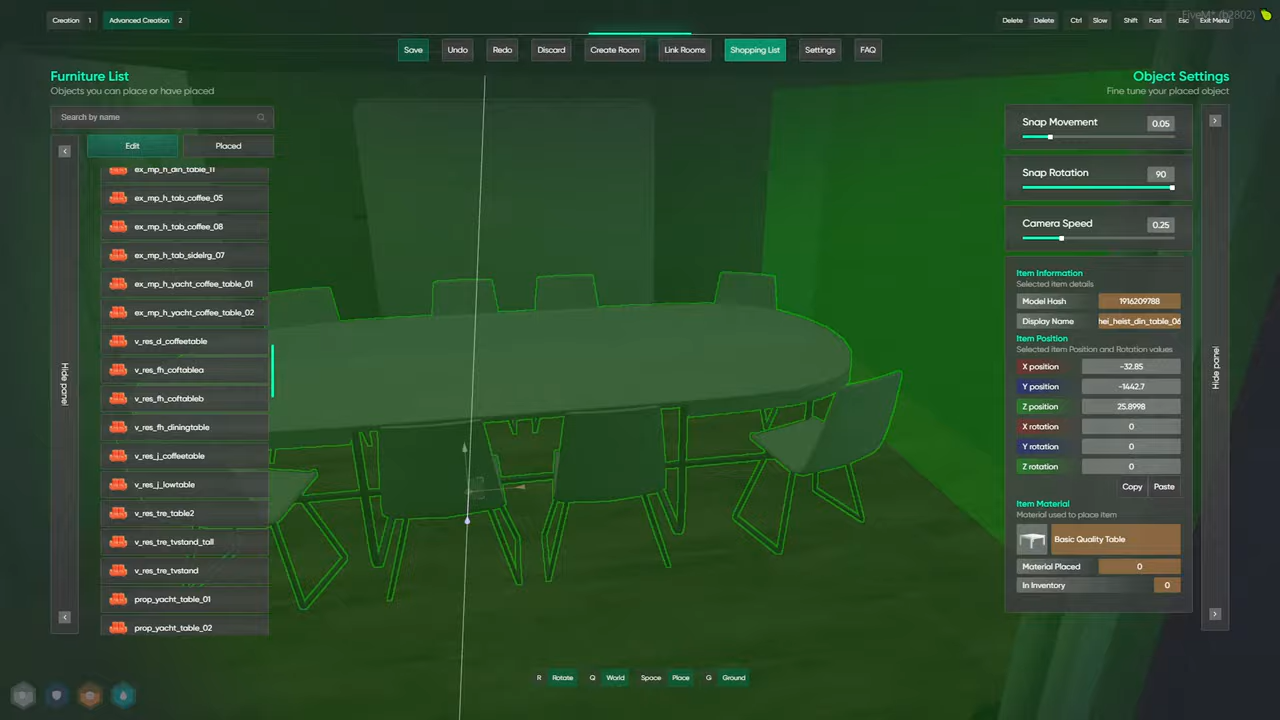 Creation 1 Advanced Creation 2
Delete Delete Ctrl Slow Shift Fast Esc Exit Menu
FiveM* (b2802)
Save Undo Redo Discard Create Room Link Rooms Shopping List Settings FAQ
Furniture List
Objects you can place or have placed
Search by name
Edit Placed
Hide panel
ex_mp_h_din_table_11
ex_mp_h_tab_coffee_05
ex_mp_h_tab_coffee_08
ex_mp_h_tab_sidelrg_07
ex_mp_h_yacht_coffee_table_01
ex_mp_h_yacht_coffee_table_02
v_res_d_coffeetable
v_res_fh_coftablea
v_res_fh_coftableb
v_res_fh_diningtable
v_res_j_coffeetable
v_res_j_lowtable
v_res_tre_table2
v_res_tre_tvstand_tall
v_res_tre_tvstand
prop_yacht_table_01
prop_yacht_table_02
Object Settings
Fine tune your placed object
Snap Movement 0.05
Snap Rotation 90
Camera Speed 0.25
Item Information
Selected item details
Model Hash 1916209788
Display Name hei_heist_din_table_06
Item Position
Selected item Position and Rotation values
X position -32.85
Y position -1442.7
Z position 25.8998
X rotation 0
Y rotation 0
Z rotation 0
Copy Paste
Item Material
Material used to place item
Basic Quality Table
Material Placed 0
In Inventory 0
Hide panel
R Rotate Q World Space Place G Ground